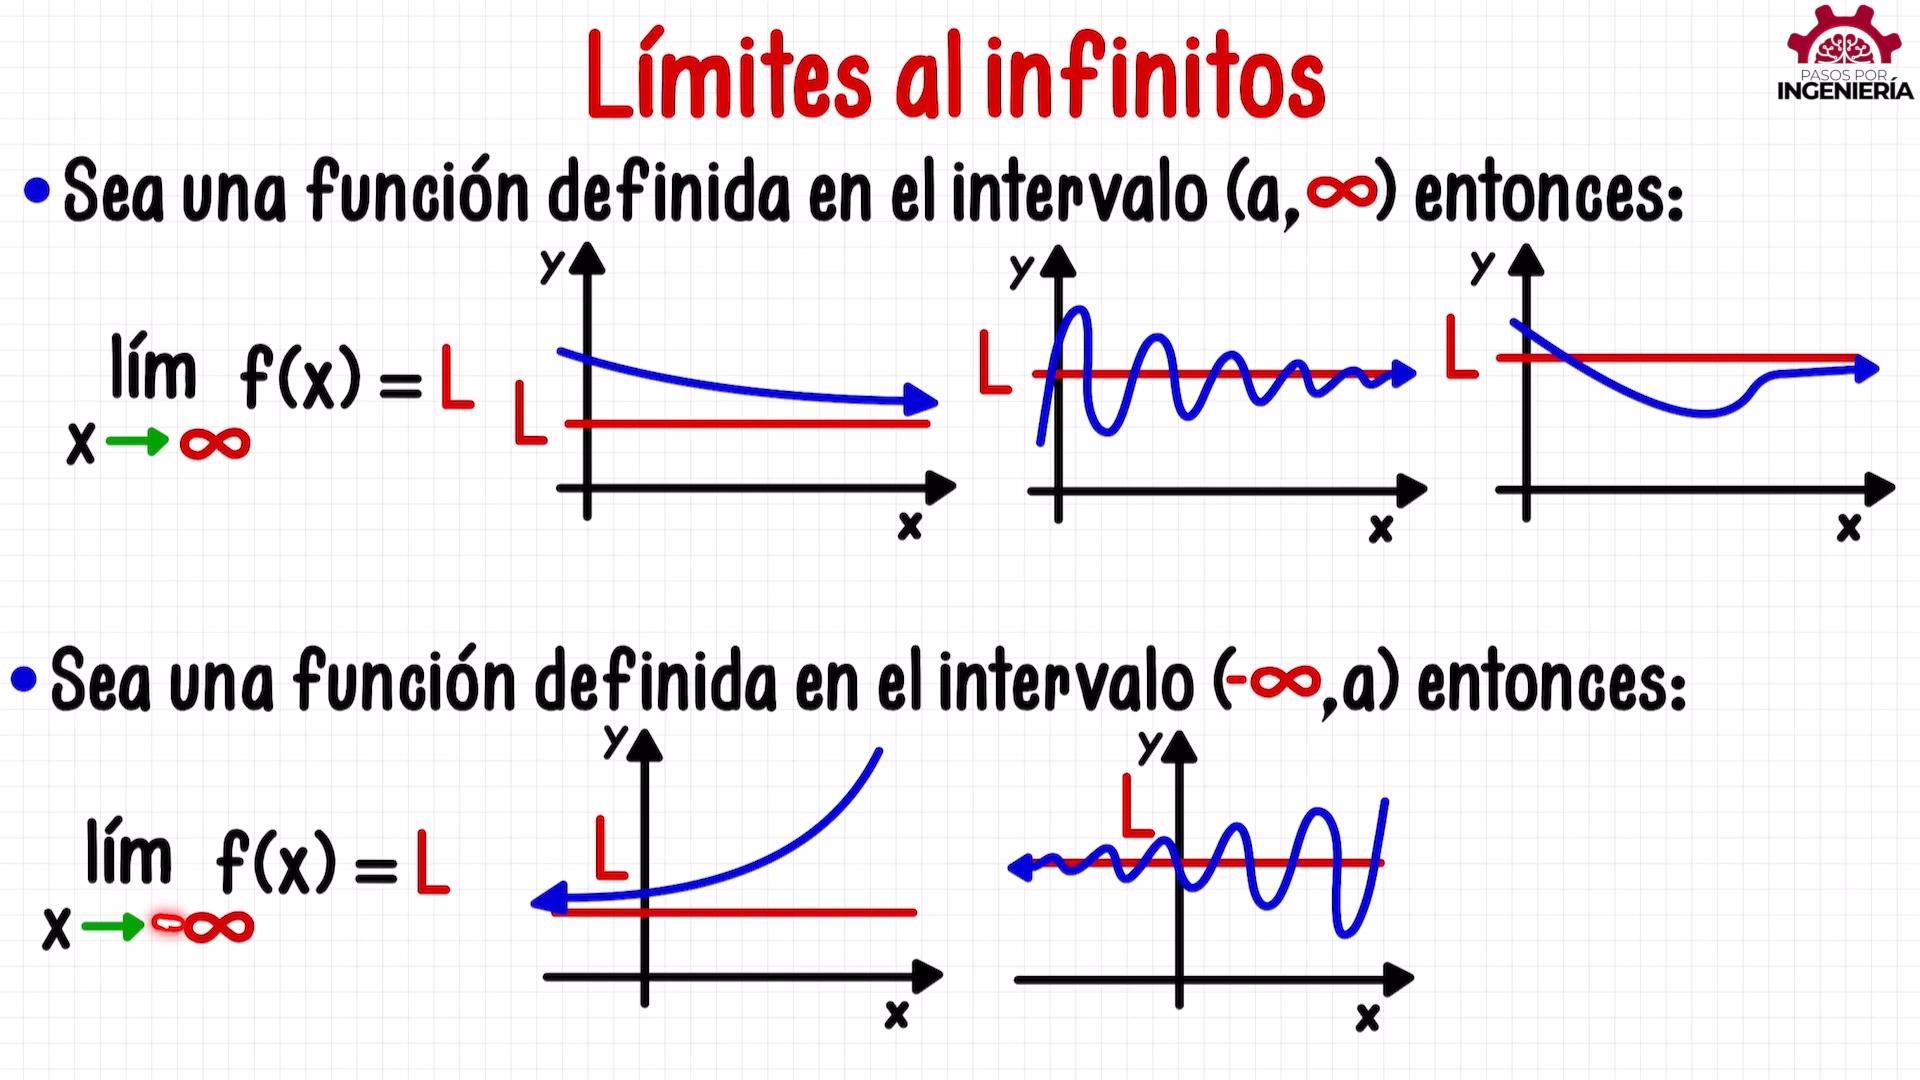 Límites al infinitos
PASOS POR
INGENIERÍA
• Sea una función definida en el intervalo (a,∞) entonces:
y
y
y
lím f(x) = L
x → ∞
L
L
L
x
x
x
• Sea una función definida en el intervalo (-∞,a) entonces:
y
y
lím f(x) = L
x → -∞
L
L
x
x